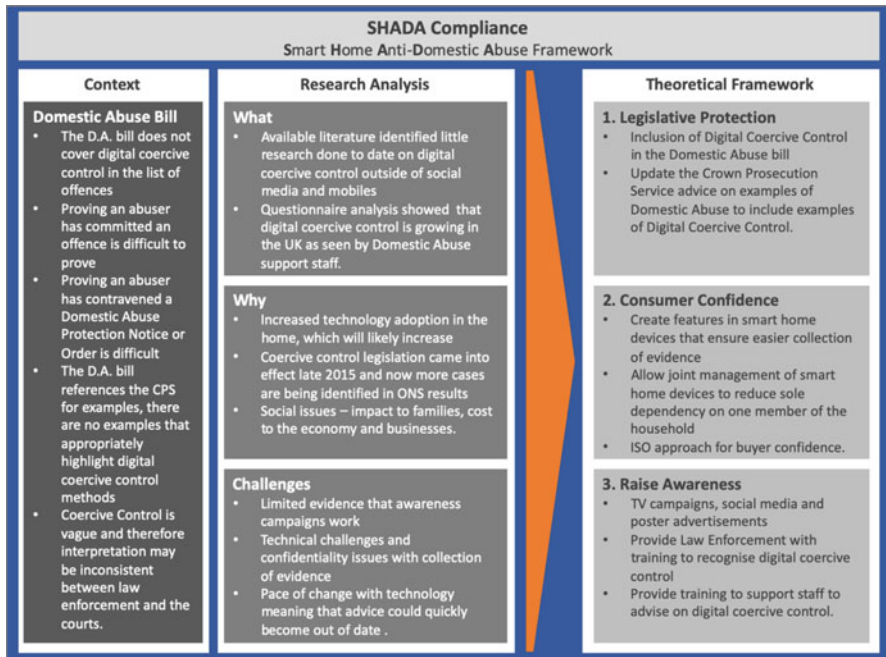 SHADA Compliance
Smart Home Anti-Domestic Abuse Framework
Context
Domestic Abuse Bill
• The D.A. bill does not
cover digital coercive
control in the list of
offences
• Proving an abuser
has committed an
offence is difficult to
prove
• Proving an abuser
has contravened a
Domestic Abuse
Protection Notice or
Order is difficult
• The D.A. bill
references the CPS
for examples, there
are no examples that
appropriately
highlight digital
coercive control
methods
• Coercive Control is
vague and therefore
interpretation may
be inconsistent
between law
enforcement and the
courts.
Research Analysis
What
• Available literature identified little
research done to date on digital
coercive control outside of social
media and mobiles
• Questionnaire analysis showed that
digital coercive control is growing in
the UK as seen by Domestic Abuse
support staff.
Why
• Increased technology adoption in the
home, which will likely increase
• Coercive control legislation came into
effect late 2015 and now more cases
are being identified in ONS results
• Social issues – impact to families, cost
to the economy and businesses.
Challenges
• Limited evidence that awareness
campaigns work
• Technical challenges and
confidentiality issues with collection
of evidence
• Pace of change with technology
meaning that advice could quickly
become out of date .
Theoretical Framework
1. Legislative Protection
• Inclusion of Digital Coercive Control
in the Domestic Abuse bill
• Update the Crown Prosecution
Service advice on examples of
Domestic Abuse to include examples
of Digital Coercive Control.
2. Consumer Confidence
• Create features in smart home
devices that ensure easier collection
of evidence
• Allow joint management of smart
home devices to reduce sole
dependency on one member of the
household
• ISO approach for buyer confidence.
3. Raise Awareness
• TV campaigns, social media and
poster advertisements
• Provide Law Enforcement with
training to recognise digital coercive
control
• Provide training to support staff to
advise on digital coercive control.